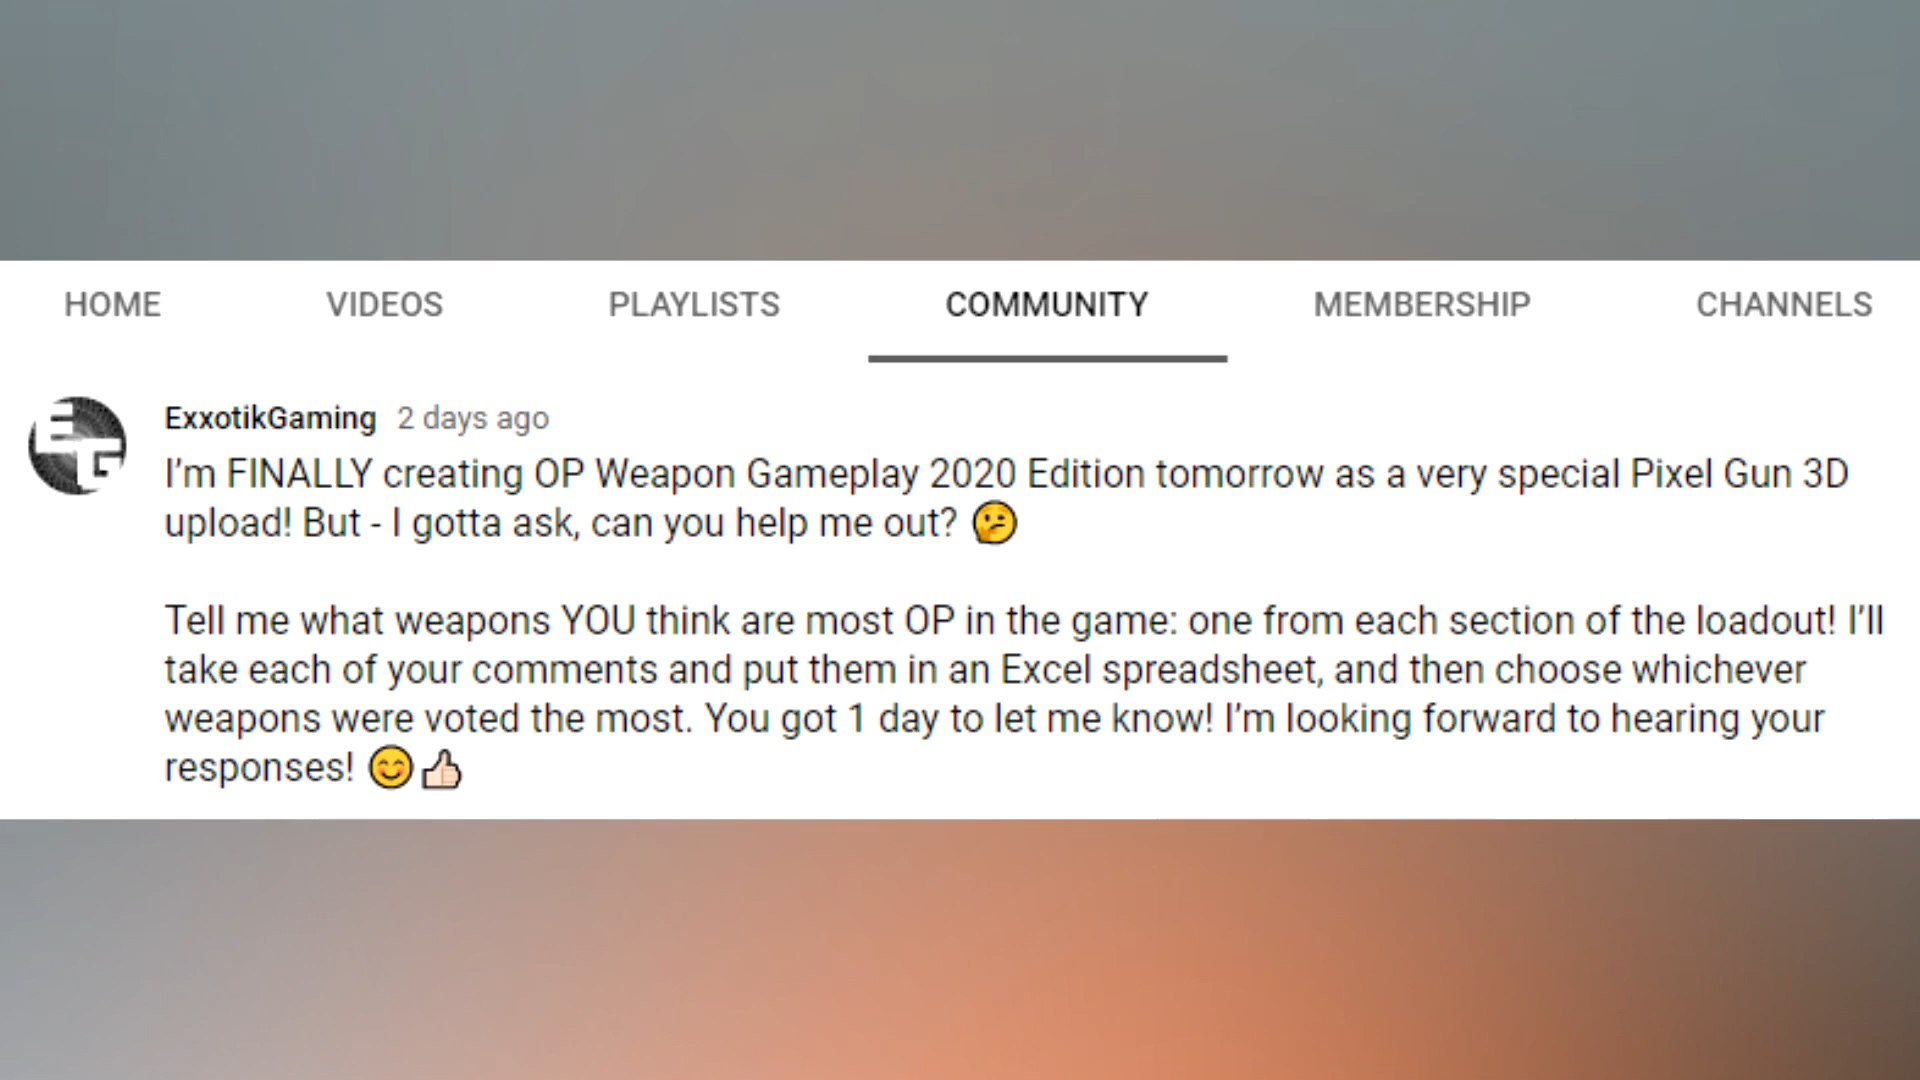 HOME VIDEOS PLAYLISTS COMMUNITY MEMBERSHIP CHANNELS
EG
ExxotikGaming 2 days ago
I’m FINALLY creating OP Weapon Gameplay 2020 Edition tomorrow as a very special Pixel Gun 3D
upload! But - I gotta ask, can you help me out? 🤔
Tell me what weapons YOU think are most OP in the game: one from each section of the loadout! I’ll
take each of your comments and put them in an Excel spreadsheet, and then choose whichever
weapons were voted the most. You got 1 day to let me know! I’m looking forward to hearing your
responses! 😊👍🏻